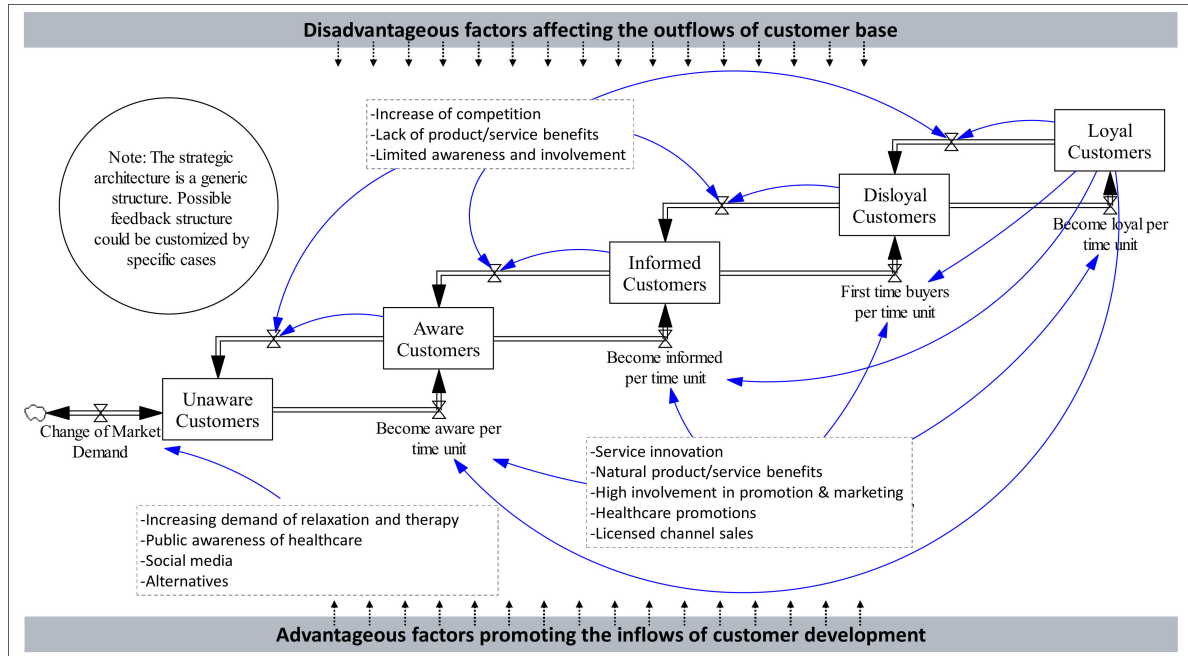 Disadvantageous factors affecting the outflows of customer base
-Increase of competition
-Lack of product/service benefits
-Limited awareness and involvement
Note: The strategic
architecture is a generic
structure. Possible
feedback structure
could be customized by
specific cases
Loyal
Customers
Disloyal
Customers
Become loyal per
time unit
Informed
Customers
First time buyers
per time unit
Aware
Customers
Become informed
per time unit
Unaware
Customers
Change of Market
Demand
Become aware per
time unit
-Service innovation
-Natural product/service benefits
-High involvement in promotion & marketing
-Healthcare promotions
-Licensed channel sales
-Increasing demand of relaxation and therapy
-Public awareness of healthcare
-Social media
-Alternatives
Advantageous factors promoting the inflows of customer development